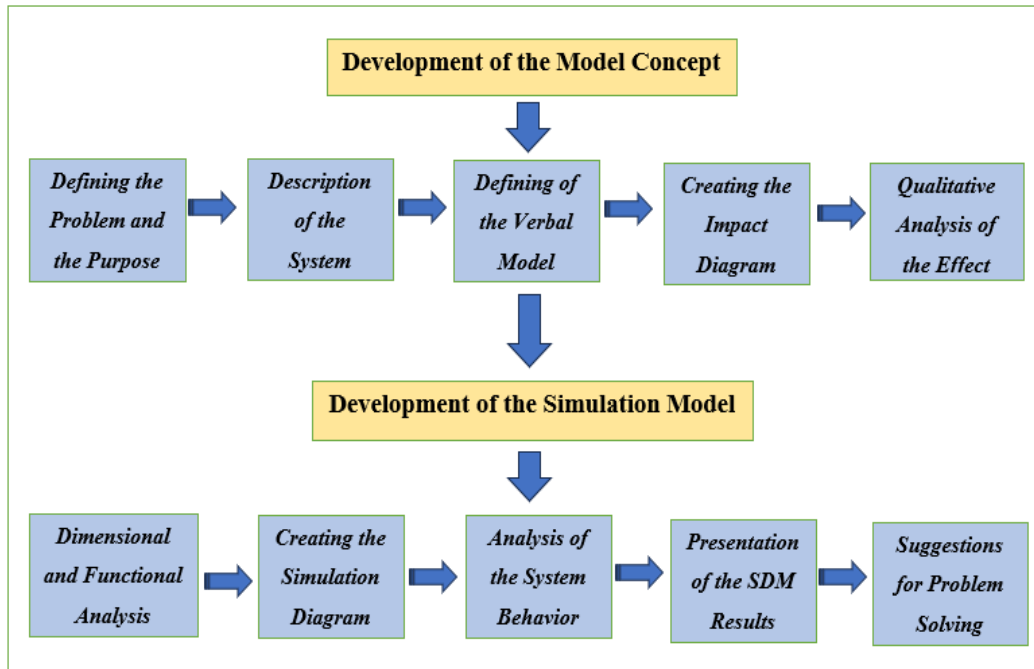 Development of the Model Concept
Defining the
Problem and
the Purpose
Description
of the
System
Defining of
the Verbal
Model
Creating the
Impact
Diagram
Qualitative
Analysis of
the Effect
Development of the Simulation Model
Dimensional
and Functional
Analysis
Creating the
Simulation
Diagram
Analysis of
the System
Behavior
Presentation
of the SDM
Results
Suggestions
for Problem
Solving